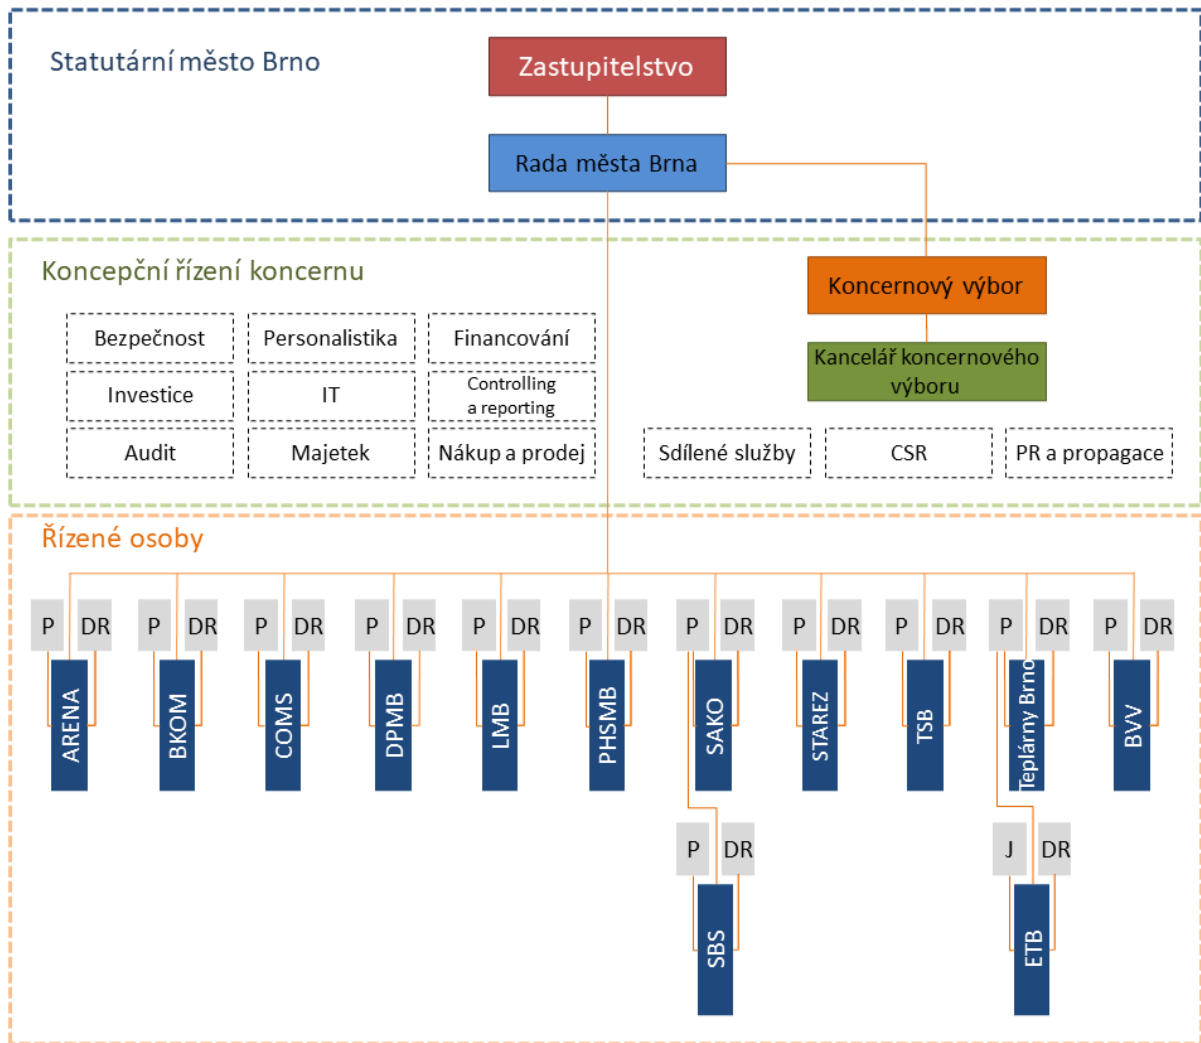 Statutární město Brno
Zastupitelstvo
Rada města Brna
Koncepční řízení koncernu
Koncernový výbor
Kancelář koncernového
výboru
Bezpečnost
Personalistika
Financování
Investice
IT
Controlling
a reporting
Audit
Majetek
Nákup a prodej
Sdílené služby
CSR
PR a propagace
Řízené osoby
P DR
P DR
P DR
P DR
P DR
P DR
P DR
P DR
P DR
P DR
P DR
ARENA
BKOM
COMS
DPMB
LMB
PHSMB
SAKO
STAREZ
TSB
Teplárny Brno
BVV
P DR
J DR
SBS
ETB